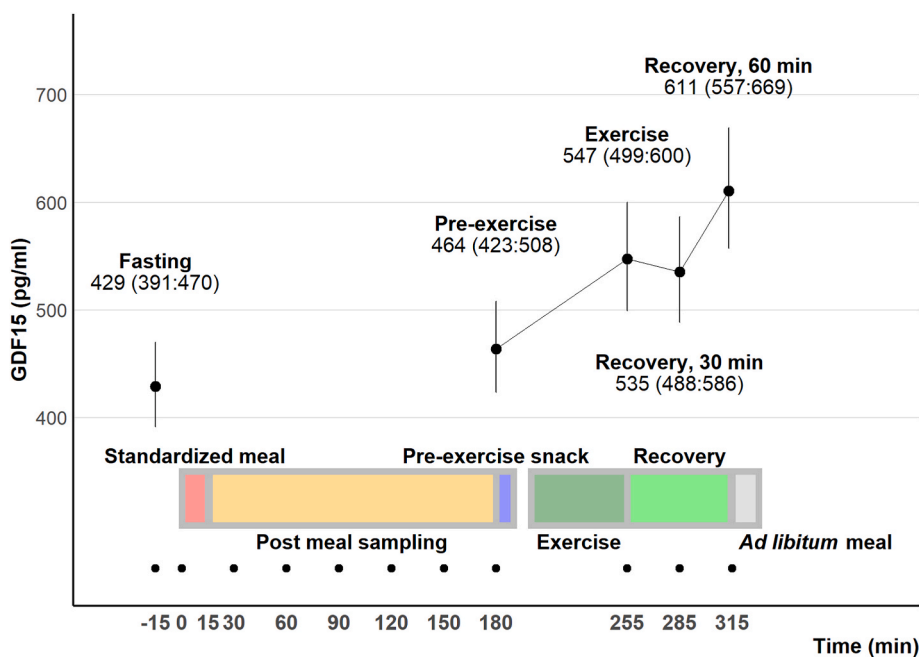 700
600
500
400
GDF15 (pg/ml)
Fasting
429 (391:470)
Pre-exercise
464 (423:508)
Exercise
547 (499:600)
Recovery, 60 min
611 (557:669)
Recovery, 30 min
535 (488:586)
Standardized meal
Pre-exercise snack
Recovery
Post meal sampling
Exercise
Ad libitum meal
-15 0 15 30 60 90 120 150 180 255 285 315
Time (min)